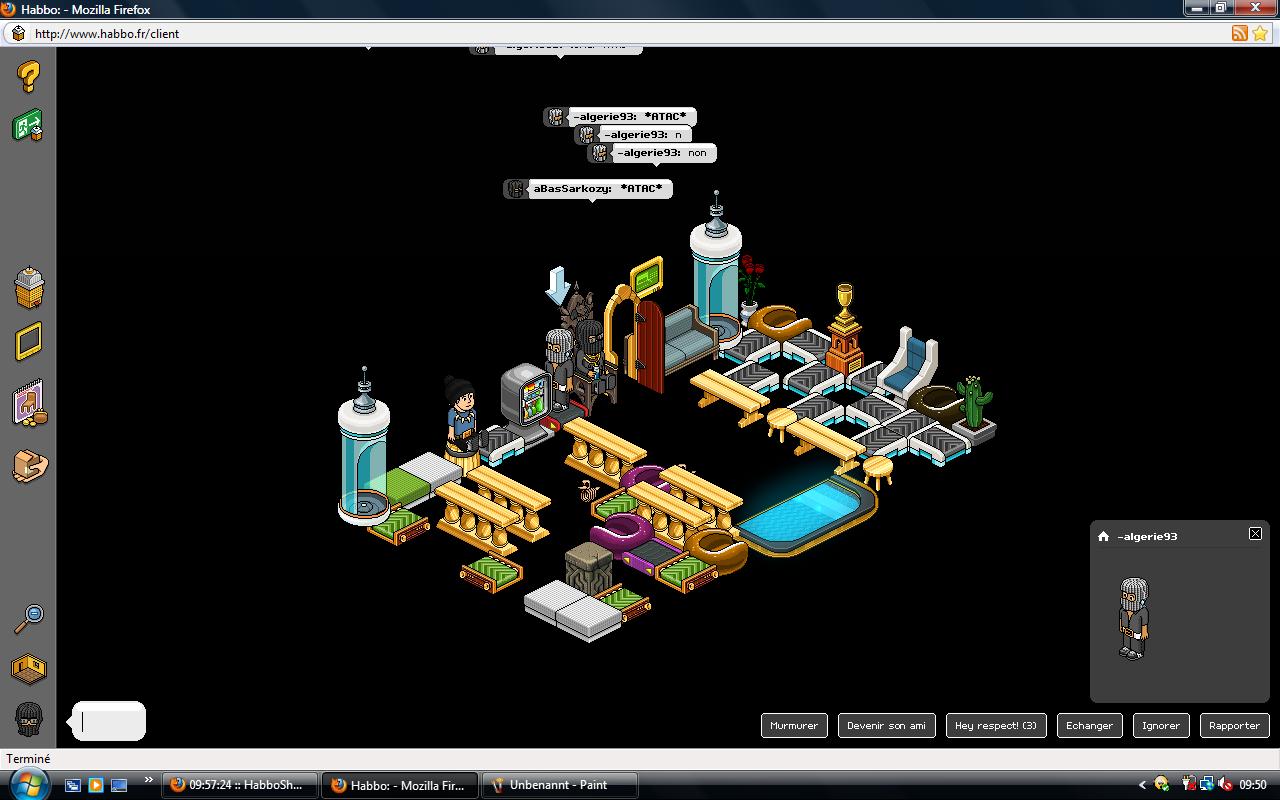 Habbo: - Mozilla Firefox
http://www.habbo.fr/client
-algerie93: *ATAC*
-algerie93: n
-algerie93: non
aBasSarkozy: *ATAC*
-algerie93
Murmurer Devenir son ami Hey respect! (3) Echanger Ignorer Rapporter
Terminé
09:57:24 :: HabboSh... Habbo: - Mozilla Fir... Unbenannt - Paint 09:50